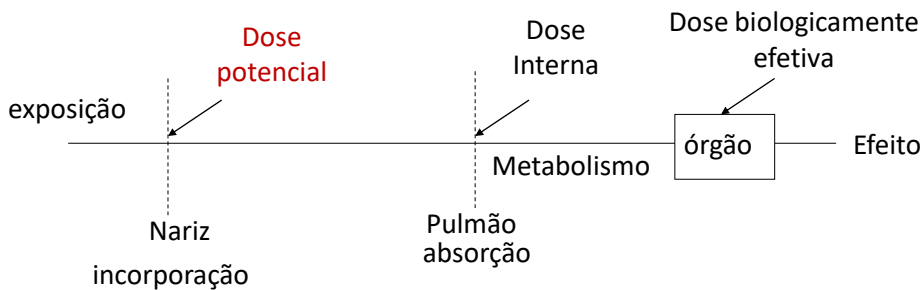 Dose
potencial
Dose
Interna
Dose biologicamente
efetiva
exposição
órgão
Efeito
Metabolismo
Nariz
incorporação
Pulmão
absorção